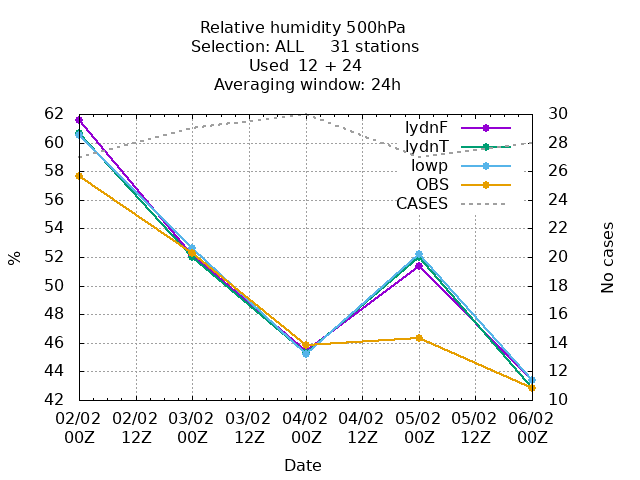 Relative humidity 500hPa
Selection: ALL     31 stations
Used  12 + 24
Averaging window: 24h
62
60
58
56
54
52
50
48
46
44
42
%
30
28
26
24
22
20
18
16
14
12
10
No cases
lydnF
lydnT
lowp
OBS
CASES
02/02 02/02 03/02 03/02 04/02 04/02 05/02 05/02 06/02
00Z 12Z 00Z 12Z 00Z 12Z 00Z 12Z 00Z
Date